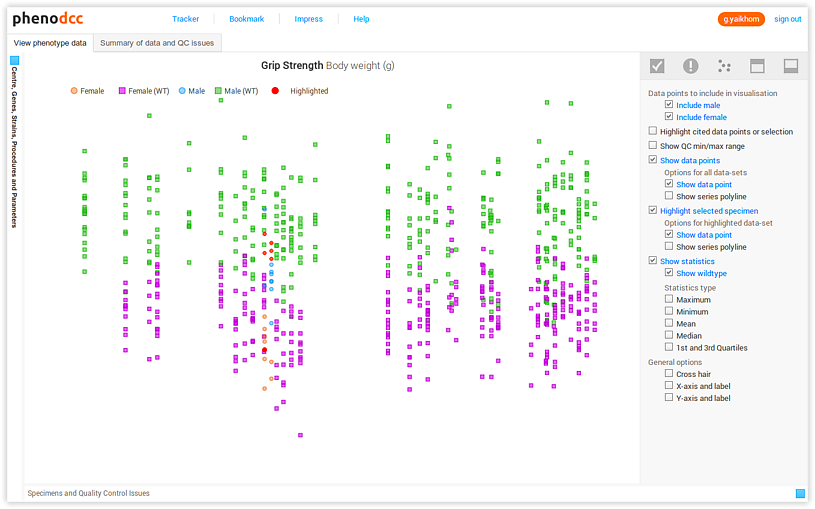 phenodcc
Tracker
Bookmark
Impress
Help
g.yaikhom
sign out
View phenotype data
Summary of data and QC issues
Centre, Genes, Strains, Procedures and Parameters
Grip Strength Body weight (g)
Female
Female (WT)
Male
Male (WT)
Highlighted
Data points to include in visualisation
Include male
Include female
Highlight cited data points or selection
Show QC min/max range
Show data points
Options for all data-sets
Show data point
Show series polyline
Highlight selected specimen
Options for highlighted data-set
Show data point
Show series polyline
Show statistics
Show wildtype
Statistics type
Maximum
Minimum
Mean
Median
1st and 3rd Quartiles
General options
Cross hair
X-axis and label
Y-axis and label
Specimens and Quality Control Issues